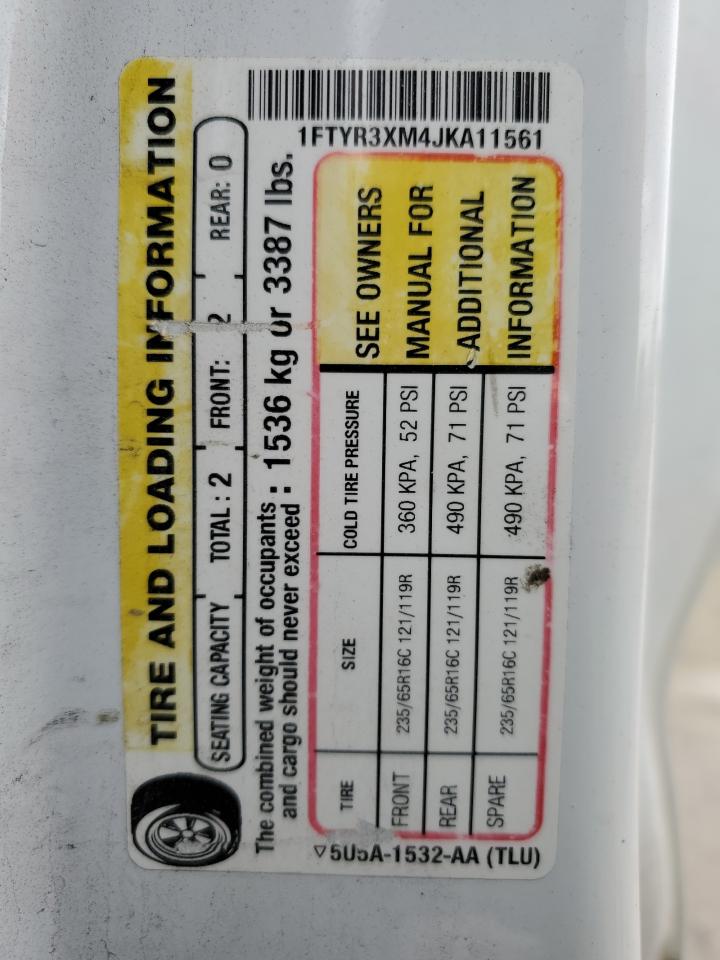 1FTYR3XM4JKA11561
TIRE AND LOADING INFORMATION
SEATING CAPACITY TOTAL : 2 FRONT: 2 REAR: 0
The combined weight of occupants
and cargo should never exceed : 1536 kg or 3387 lbs.
TIRE SIZE COLD TIRE PRESSURE
FRONT 235/65R16C 121/119R 360 KPA, 52 PSI
REAR 235/65R16C 121/119R 490 KPA, 71 PSI
SPARE 235/65R16C 121/119R 490 KPA, 71 PSI
SEE OWNERS
MANUAL FOR
ADDITIONAL
INFORMATION
5U5A-1532-AA (TLU)